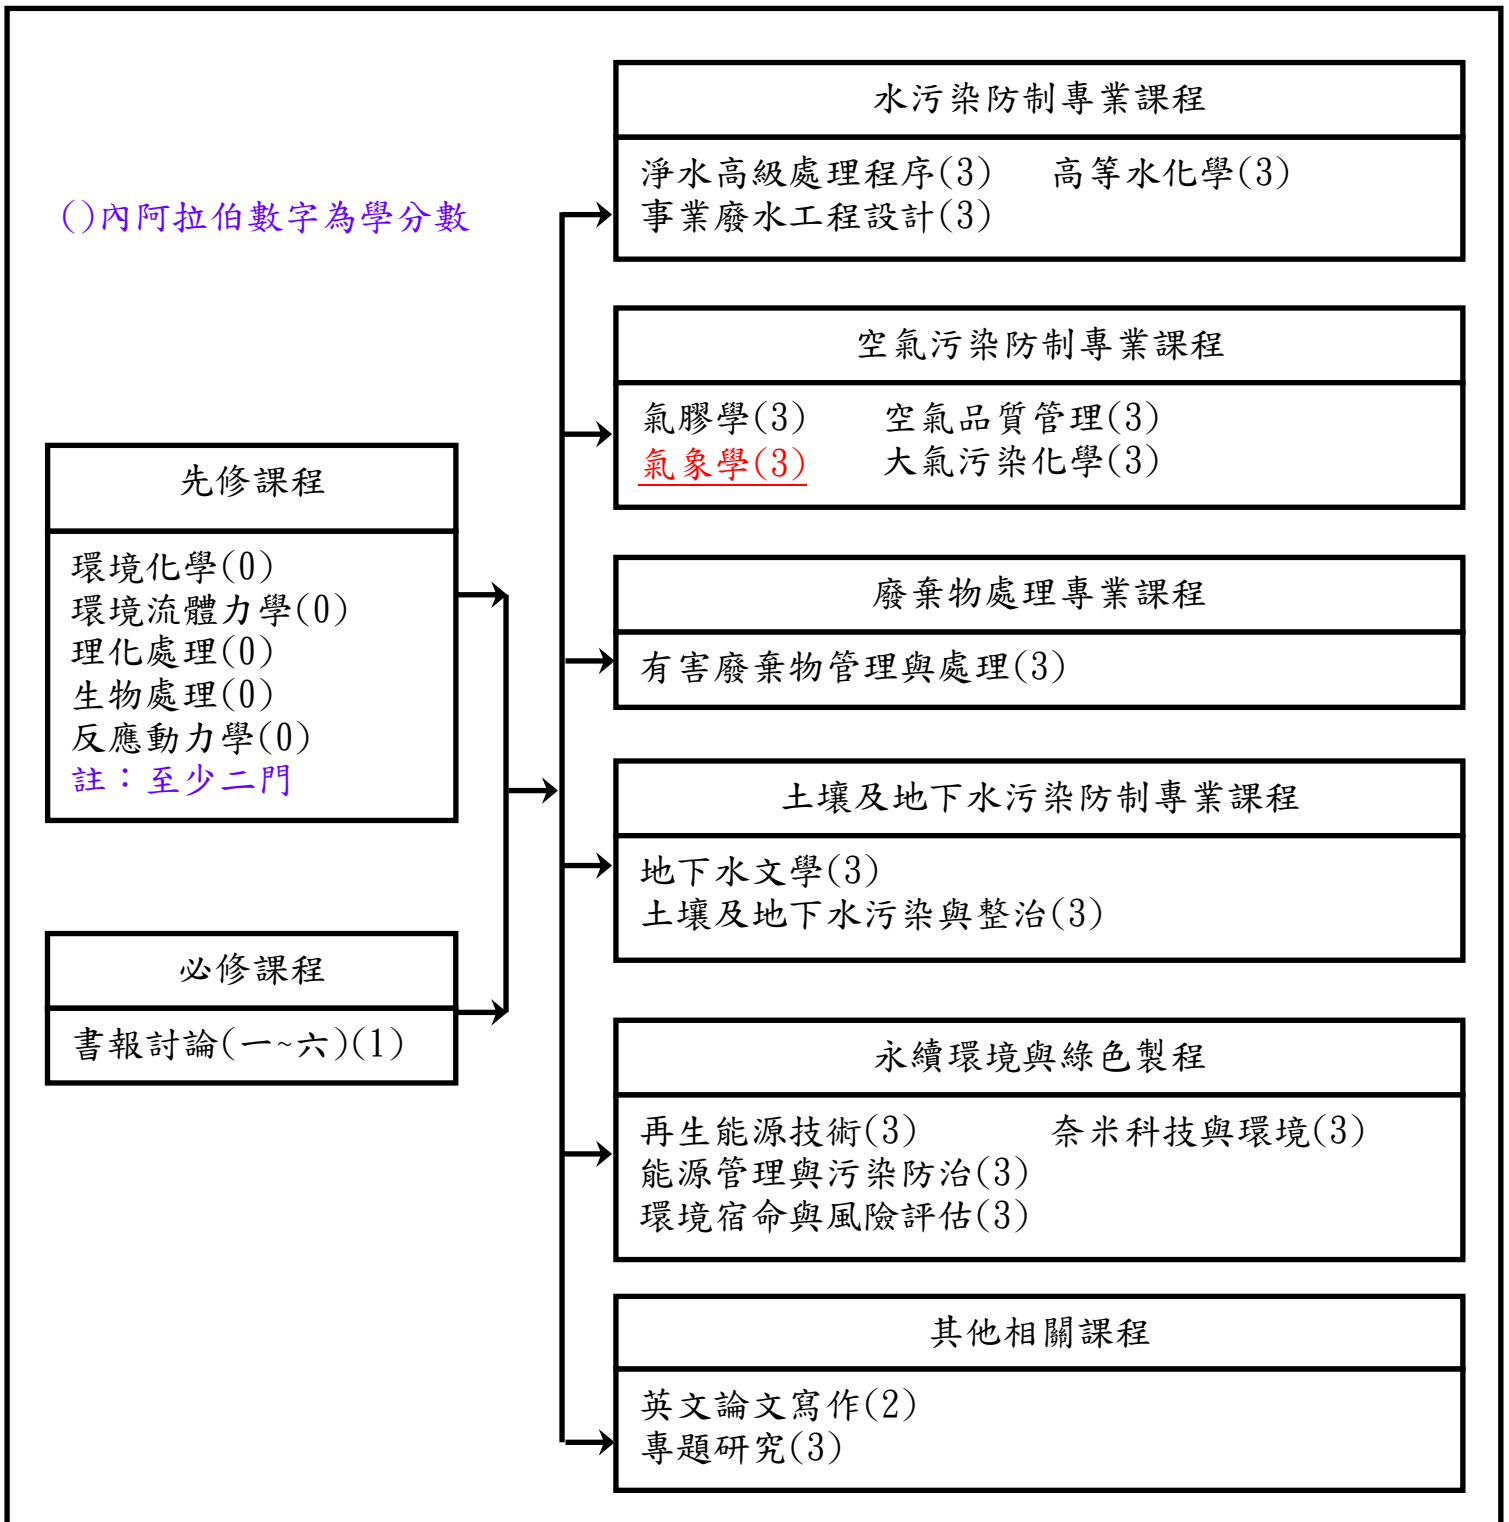 ()內阿拉伯數字為學分數
先修課程
環境化學(0)
環境流體力學(0)
理化處理(0)
生物處理(0)
反應動力學(0)
註：至少二門
必修課程
書報討論(一~六)(1)
水污染防制專業課程
淨水高級處理程序(3) 高等水化學(3)
事業廢水工程設計(3)
空氣污染防制專業課程
氣膠學(3) 空氣品質管理(3)
氣象學(3) 大氣污染化學(3)
廢棄物處理專業課程
有害廢棄物管理與處理(3)
土壤及地下水污染防制專業課程
地下水文學(3)
土壤及地下水污染與整治(3)
永續環境與綠色製程
再生能源技術(3) 奈米科技與環境(3)
能源管理與污染防治(3)
環境宿命與風險評估(3)
其他相關課程
英文論文寫作(2)
專題研究(3)